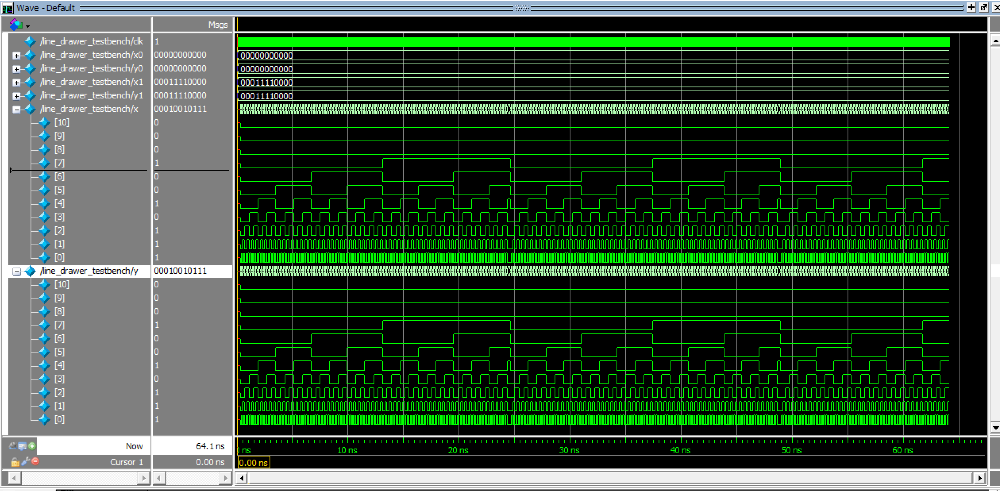 Wave - Default
Msgs
/line_drawer_testbench/clk 1
/line_drawer_testbench/x0 00000000000 00000000000
/line_drawer_testbench/y0 00000000000 00000000000
/line_drawer_testbench/x1 00011110000 00011110000
/line_drawer_testbench/y1 00011110000 00011110000
/line_drawer_testbench/x 00010010111
[10] 0
[9] 0
[8] 0
[7] 1
[6] 0
[5] 0
[4] 1
[3] 0
[2] 1
[1] 1
[0] 1
/line_drawer_testbench/y 00010010111
[10] 0
[9] 0
[8] 0
[7] 1
[6] 0
[5] 0
[4] 1
[3] 0
[2] 1
[1] 1
[0] 1
Now 64.1 ns ns 10 ns 20 ns 30 ns 40 ns 50 ns 60 ns
Cursor 1 0.00 ns 0.00 ns